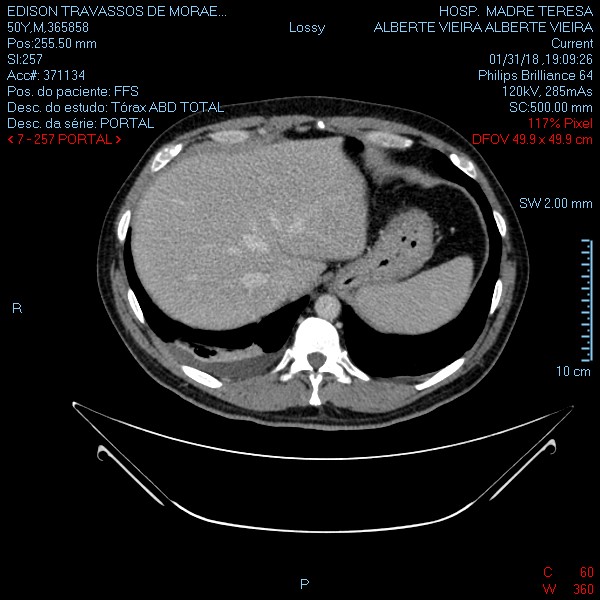 EDISON TRAVASSOS DE MORAE...
50Y,M,365858
Pos:255.50 mm
Sl:257
Acc#: 371134
Pos. do paciente: FFS
Desc. do estudo: Tórax ABD TOTAL
Desc. da série: PORTAL
< 7 - 257 PORTAL >
Lossy
HOSP. MADRE TERESA
ALBERTE VIEIRA ALBERTE VIEIRA
Current
01/31/18 ,19:09:26
Philips Brilliance 64
120kV, 285mAs
SC:500.00 mm
117% Pixel
DFOV 49.9 x 49.9 cm
SW 2.00 mm
R
10 cm
P
C 60
W 360